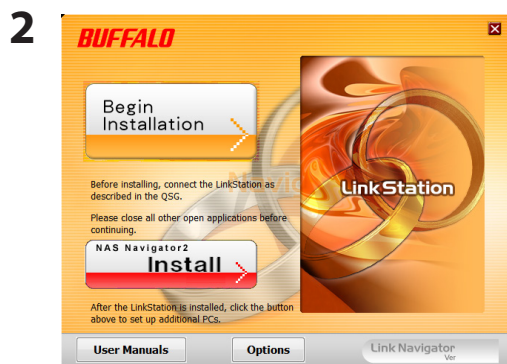 2
BUFFALO
Begin
Installation
Before installing, connect the LinkStation as
described in the QSG.
Please close all other open applications before
continuing.
LinkStation
NAS Navigator2
Install
After the LinkStation is installed, click the button
above to set up additional PCs.
User Manuals
Options
Link Navigator
Ver